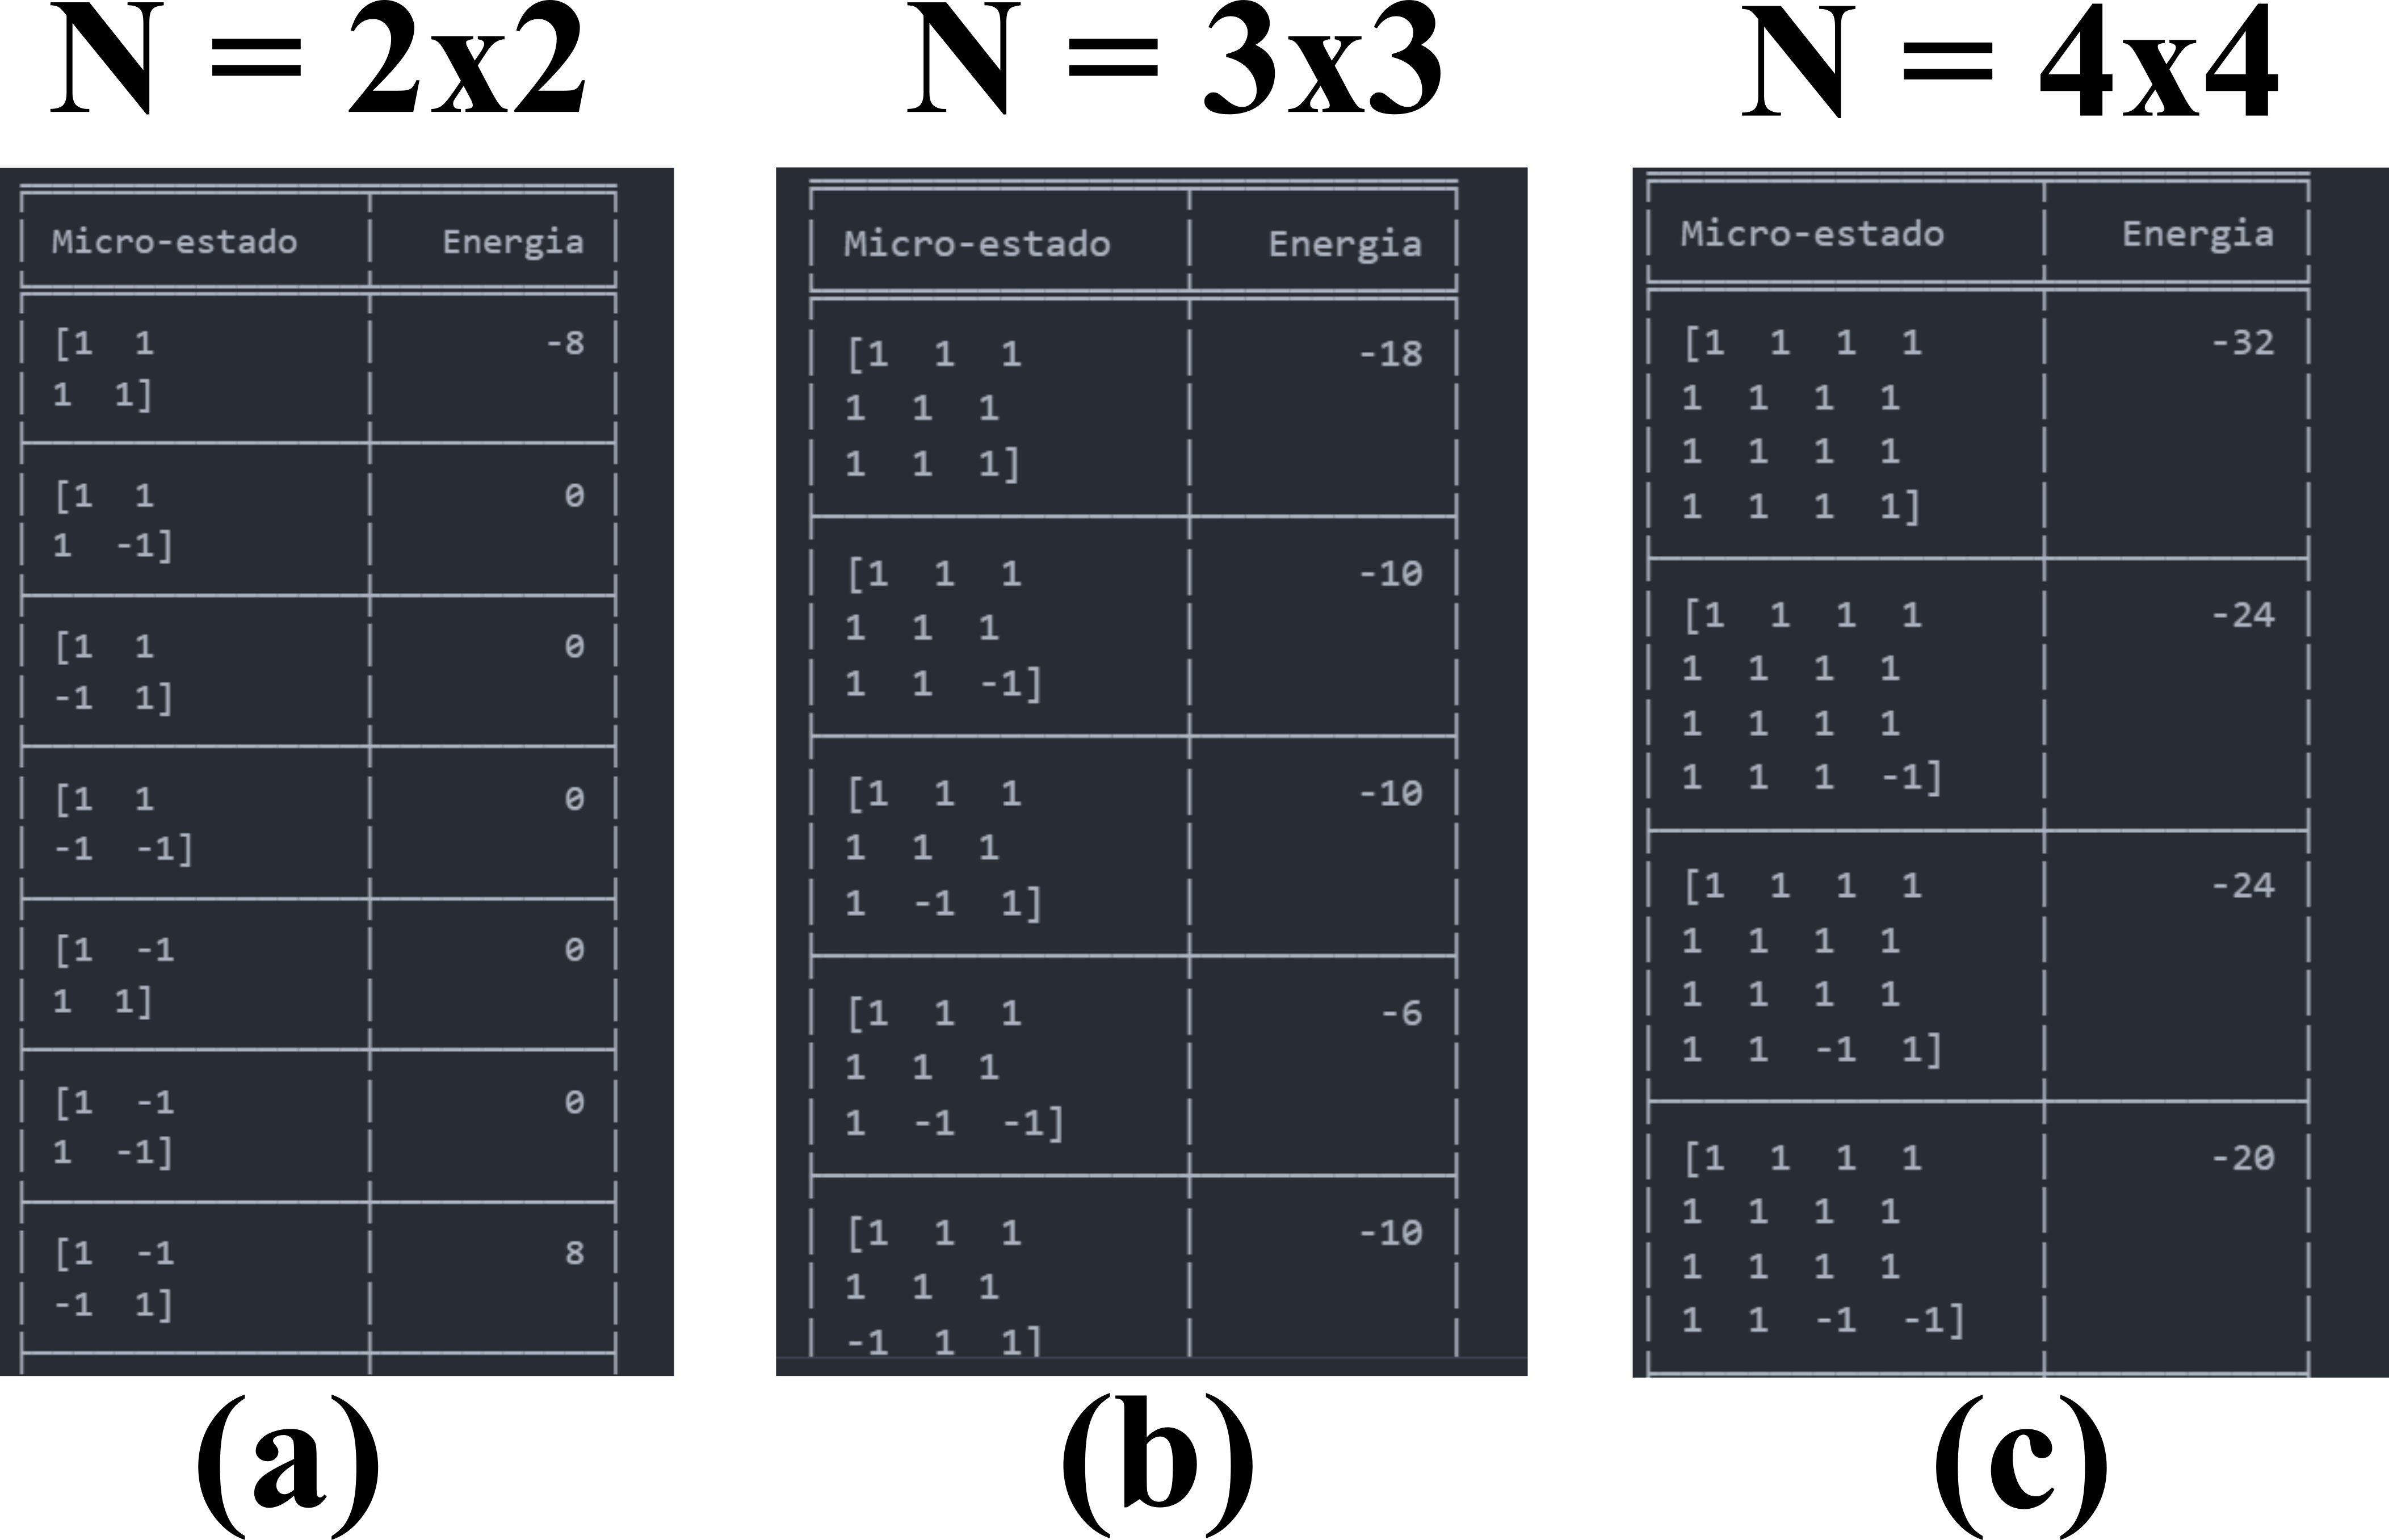 N = 2x2
Micro-estado Energia
[1 1 -8
1 1]
[1 1 0
1 -1]
[1 1 0
-1 1]
[1 1 0
-1 -1]
[1 -1 0
1 1]
[1 -1 0
1 -1]
[1 -1 8
-1 1]
(a)
N = 3x3
Micro-estado Energia
[1 1 1 -18
1 1 1
1 1 1]
[1 1 1 -10
1 1 1
1 1 -1]
[1 1 1 -10
1 1 1
1 -1 1]
[1 1 1 -6
1 1 1
1 -1 -1]
[1 1 1 -10
1 1 1
-1 1 1]
(b)
N = 4x4
Micro-estado Energia
[1 1 1 1 -32
1 1 1 1
1 1 1 1
1 1 1 1]
[1 1 1 1 -24
1 1 1 1
1 1 1 1
1 1 1 -1]
[1 1 1 1 -24
1 1 1 1
1 1 1 1
1 1 -1 1]
[1 1 1 1 -20
1 1 1 1
1 1 1 1
1 1 -1 -1]
(c)